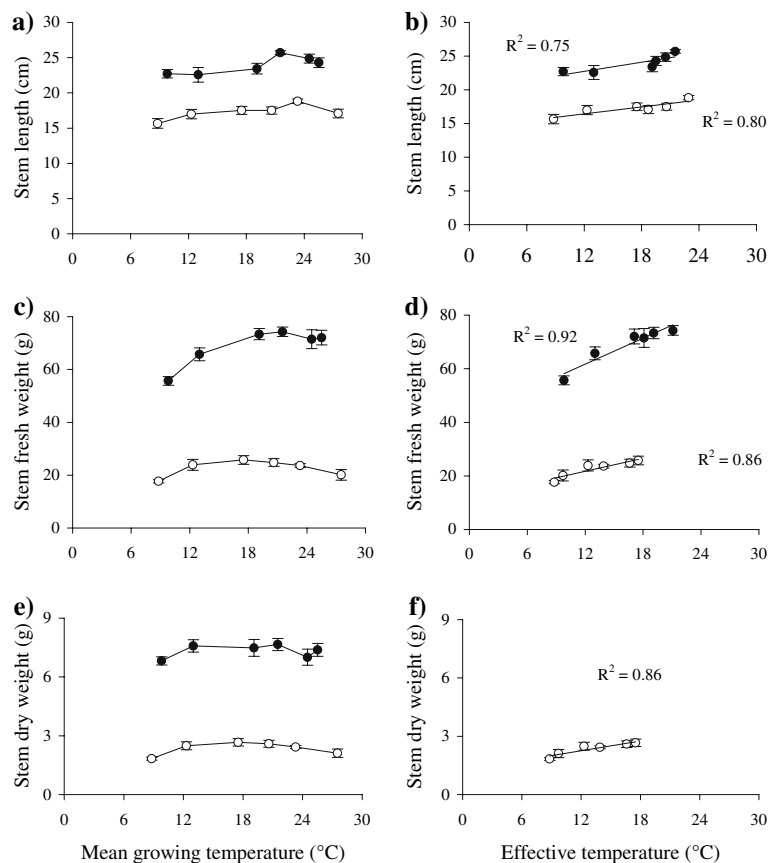 a)
30
25
20
15
10
5
0
Stem length (cm)
0 6 12 18 24 30
b)
30
25
20
15
10
5
0
Stem length (cm)
R² = 0.75
R² = 0.80
0 6 12 18 24 30
c)
80
60
40
20
0
Stem fresh weight (g)
0 6 12 18 24 30
d)
80
60
40
20
0
Stem fresh weight (g)
R² = 0.92
R² = 0.86
0 6 12 18 24 30
e)
9
6
3
0
Stem dry weight (g)
0 6 12 18 24 30
Mean growing temperature (°C)
f)
9
6
3
0
Stem dry weight (g)
R² = 0.86
0 6 12 18 24 30
Effective temperature (°C)